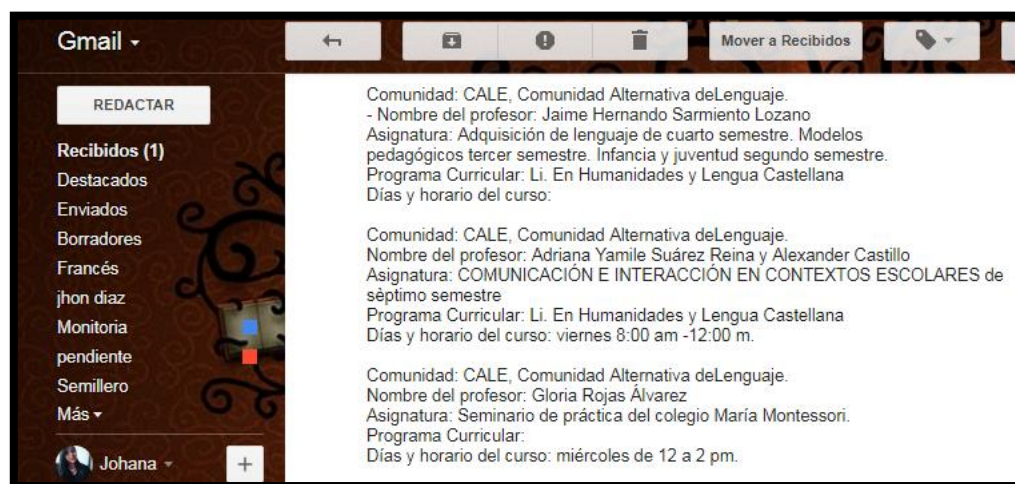 Gmail
Mover a Recibidos
REDACTAR
Recibidos (1)
Destacados
Enviados
Borradores
Francés
jhon diaz
Monitoria
pendiente
Semillero
Más
Johana
+
Comunidad: CALE, Comunidad Alternativa deLenguaje.
- Nombre del profesor: Jaime Hernando Sarmiento Lozano
Asignatura: Adquisición de lenguaje de cuarto semestre. Modelos
pedagógicos tercer semestre. Infancia y juventud segundo semestre.
Programa Curricular: Li. En Humanidades y Lengua Castellana
Días y horario del curso:
Comunidad: CALE, Comunidad Alternativa deLenguaje.
Nombre del profesor: Adriana Yamile Suárez Reina y Alexander Castillo
Asignatura: COMUNICACIÓN E INTERACCIÓN EN CONTEXTOS ESCOLARES de
sèptimo semestre
Programa Curricular: Li. En Humanidades y Lengua Castellana
Días y horario del curso: viernes 8:00 am -12:00 m.
Comunidad: CALE, Comunidad Alternativa deLenguaje.
Nombre del profesor: Gloria Rojas Álvarez
Asignatura: Seminario de práctica del colegio María Montessori.
Programa Curricular:
Días y horario del curso: miércoles de 12 a 2 pm.